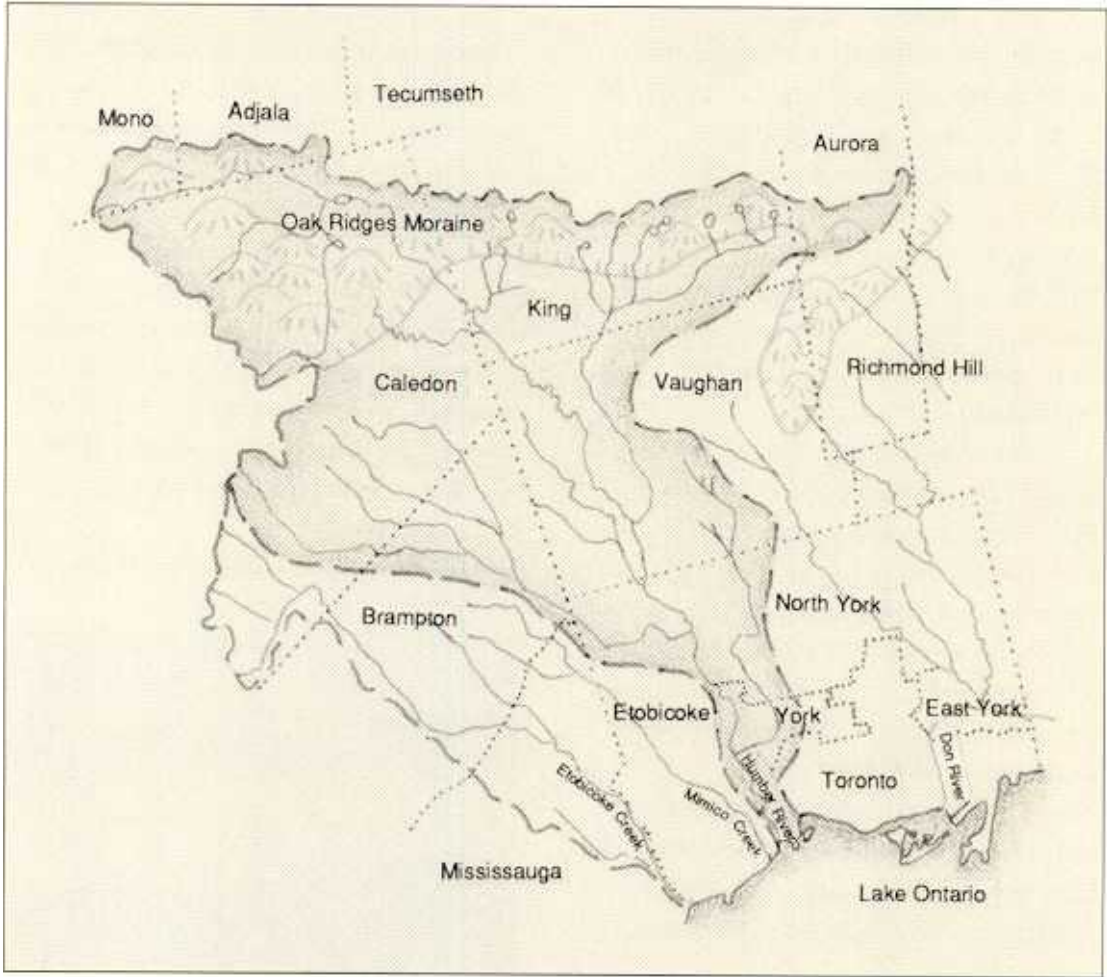 Tecumseth
Mono
Adjala
Aurora
Oak Ridges Moraine
King
Caledon
Vaughan
Richmond Hill
Brampton
North York
Etobicoke
York
East York
Humber River
Don River
Toronto
Etobicoke Creek
Mimico Creek
Mississauga
Lake Ontario